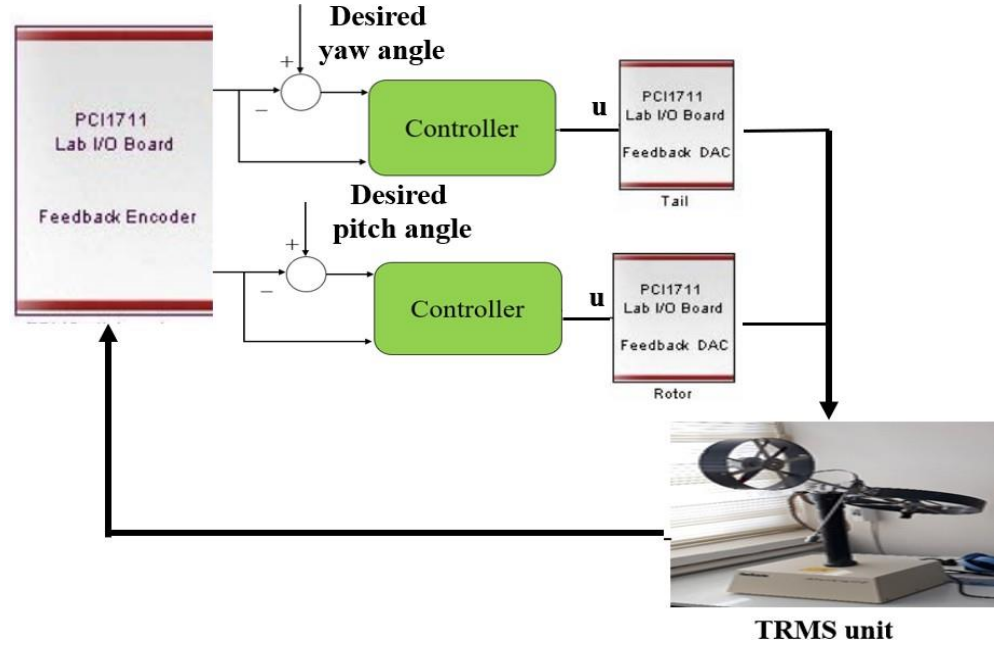 Desired
yaw angle
+
−
PCI1711
Lab I/O Board
Feedback Encoder
Controller
u
PCI1711
Lab I/O Board
Feedback DAC
Tail
Desired
pitch angle
+
−
Controller
u
PCI1711
Lab I/O Board
Feedback DAC
Rotor
TRMS unit